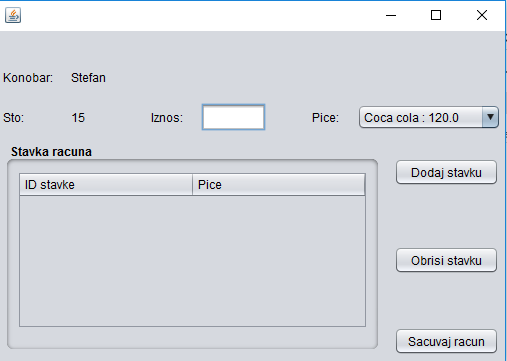 Konobar: Stefan
Sto: 15 Iznos: Pice: Coca cola : 120.0
Stavka racuna
Dodaj stavku
ID stavke Pice
Obrisi stavku
Sacuvaj racun